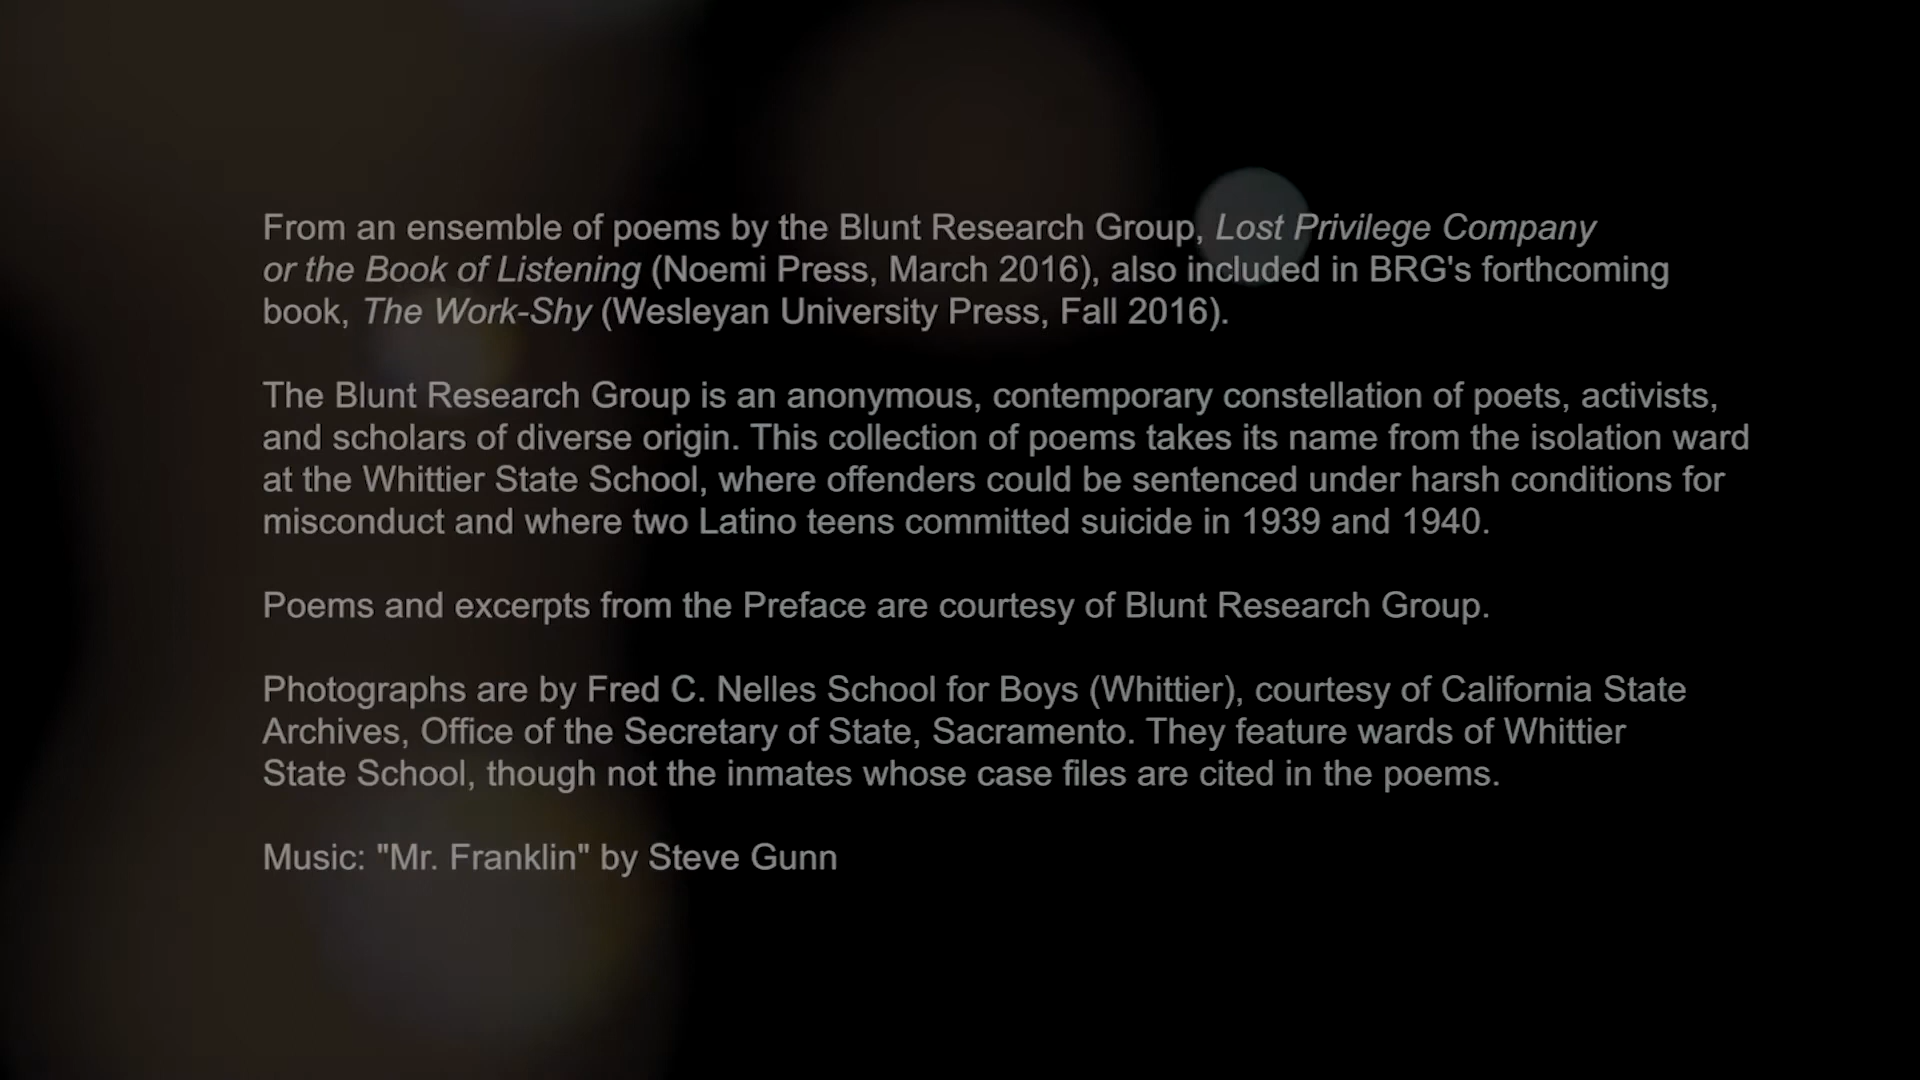 From an ensemble of poems by the Blunt Research Group, Lost Privilege Company
or the Book of Listening (Noemi Press, March 2016), also included in BRG's forthcoming
book, The Work-Shy (Wesleyan University Press, Fall 2016).
The Blunt Research Group is an anonymous, contemporary constellation of poets, activists,
and scholars of diverse origin. This collection of poems takes its name from the isolation ward
at the Whittier State School, where offenders could be sentenced under harsh conditions for
misconduct and where two Latino teens committed suicide in 1939 and 1940.
Poems and excerpts from the Preface are courtesy of Blunt Research Group.
Photographs are by Fred C. Nelles School for Boys (Whittier), courtesy of California State
Archives, Office of the Secretary of State, Sacramento. They feature wards of Whittier
State School, though not the inmates whose case files are cited in the poems.
Music: "Mr. Franklin" by Steve Gunn